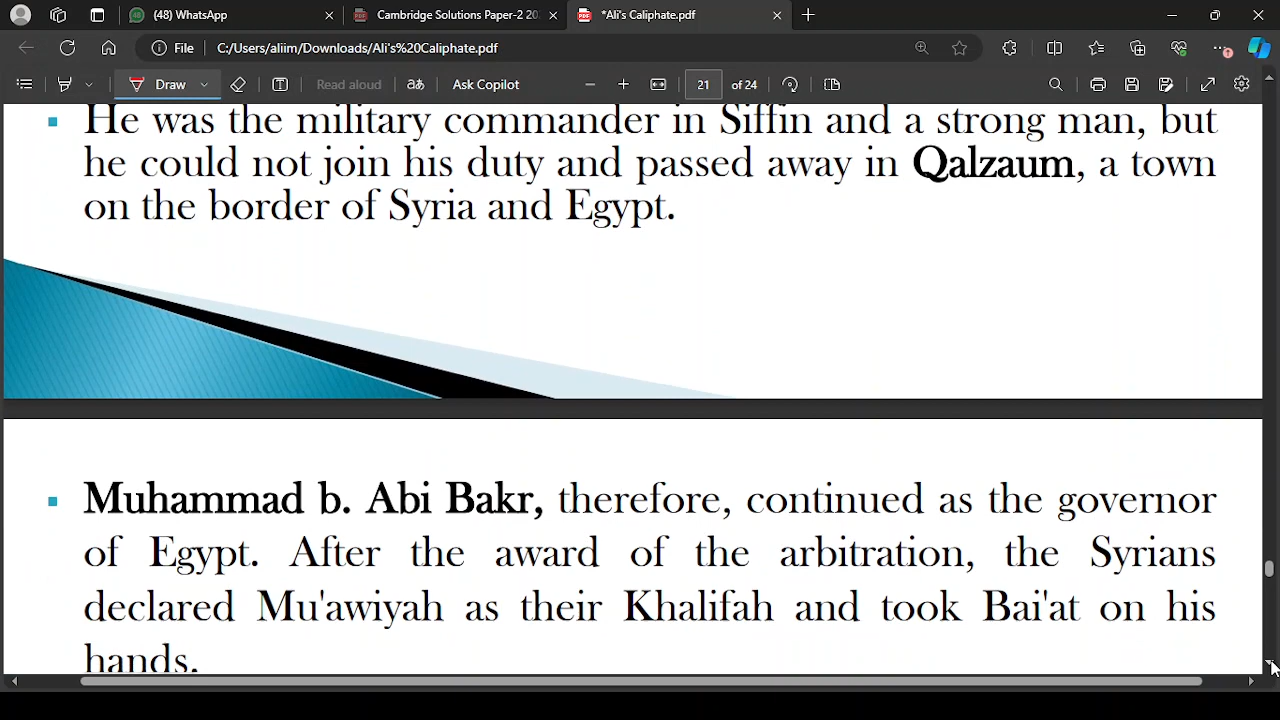 (48) WhatsApp
Cambridge Solutions Paper-2 20
*Ali's Caliphate.pdf
File
C:/Users/aliim/Downloads/Ali's%20Caliphate.pdf
Draw
Read aloud
aあ
Ask Copilot
21
of 24
He was the military commander in Siffin and a strong man, but
he could not join his duty and passed away in Qalzaum, a town
on the border of Syria and Egypt.
Muhammad b. Abi Bakr, therefore, continued as the governor
of Egypt. After the award of the arbitration, the Syrians
declared Mu'awiyah as their Khalifah and took Bai'at on his
hands.